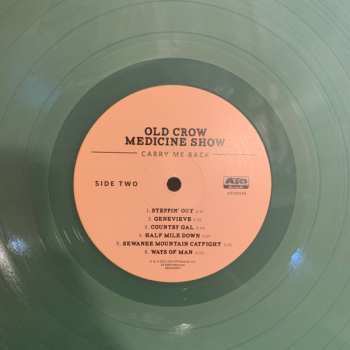 OLD CROW
MEDICINE SHOW
CARRY ME BACK
SIDE TWO
ATO
RECORDS
1. STEPPIN' OUT
2. GENEVIEVE
3. COUNTRY GAL
4. HALF MILE DOWN
5. SEWANEE MOUNTAIN CATFIGHT
6. WAYS OF MAN